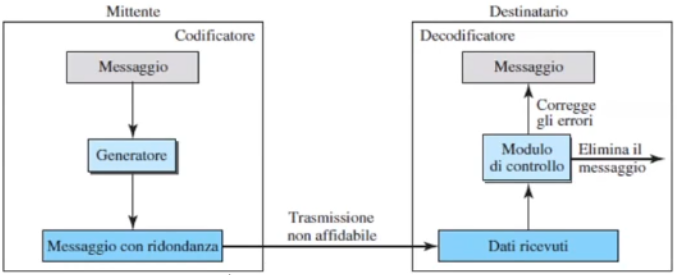 Mittente
Codificatore
Messaggio
Generatore
Messaggio con ridondanza
Trasmissione
non affidabile
Destinatario
Decodificatore
Messaggio
Corregge
gli errori
Modulo
di controllo
Elimina il
messaggio
Dati ricevuti